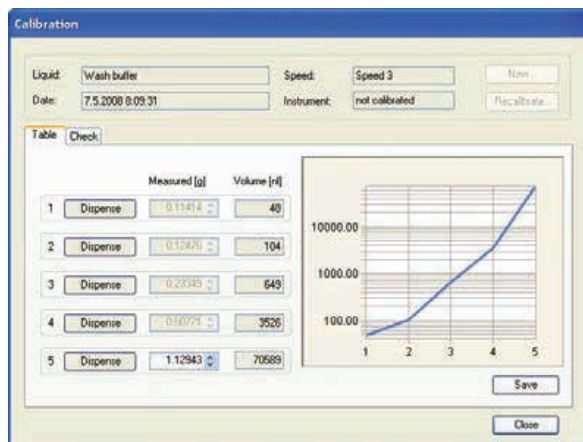 Calibration
Liquid: Wash buffer Speed: Speed 3 New...
Date: 7.5.2008 8:09:31 Instrument: not calibrated Recalibrate...
Table Check
Measured [g] Volume [nl]
1 Dispense 0.11414 48
2 Dispense 0.12476 104
3 Dispense 0.23345 649
4 Dispense 3526
5 Dispense 1.12943 70589
10000.00
1000.00
100.00
1 2 3 4 5
Save
Close